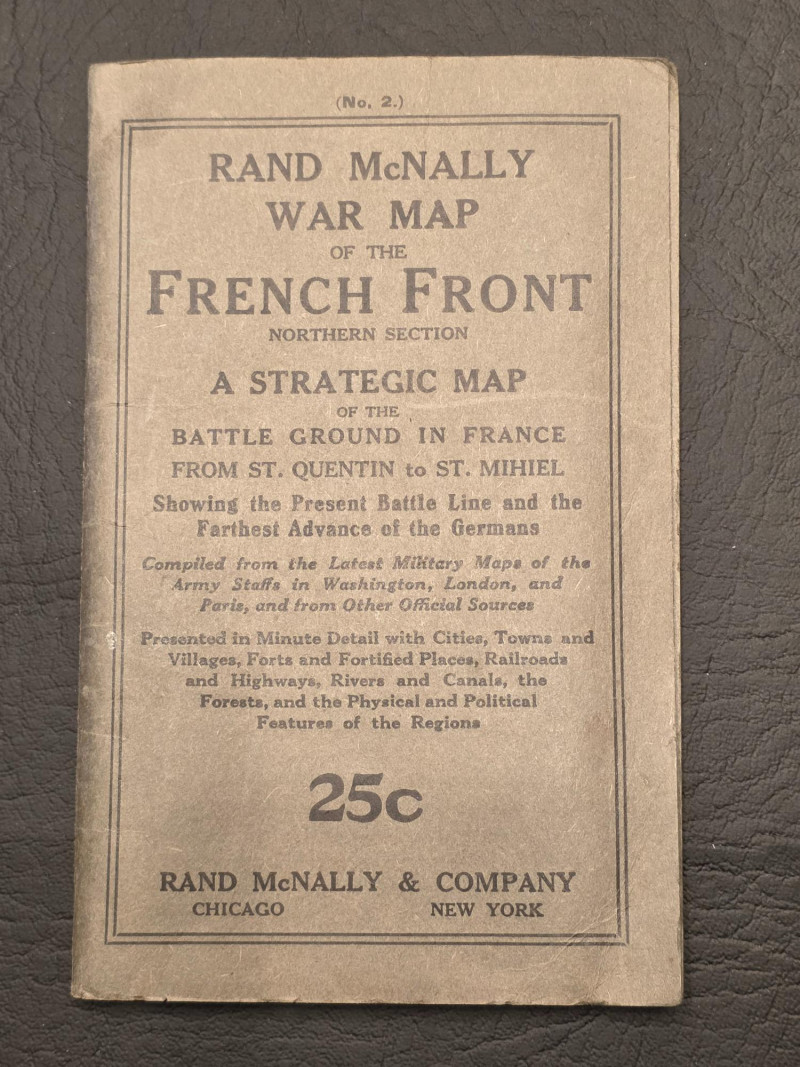 (No. 2.)
RAND McNALLY
WAR MAP
OF THE
FRENCH FRONT
NORTHERN SECTION
A STRATEGIC MAP
OF THE
BATTLE GROUND IN FRANCE
FROM ST. QUENTIN to ST. MIHIEL
Showing the Present Battle Line and the
Farthest Advance of the Germans
Compiled from the Latest Military Maps of the
Army Staffs in Washington, London, and
Paris, and from Other Official Sources
Presented in Minute Detail with Cities, Towns and
Villages, Forts and Fortified Places, Railroads
and Highways, Rivers and Canals, the
Forests, and the Physical and Political
Features of the Regions
25c
RAND McNALLY & COMPANY
CHICAGO NEW YORK